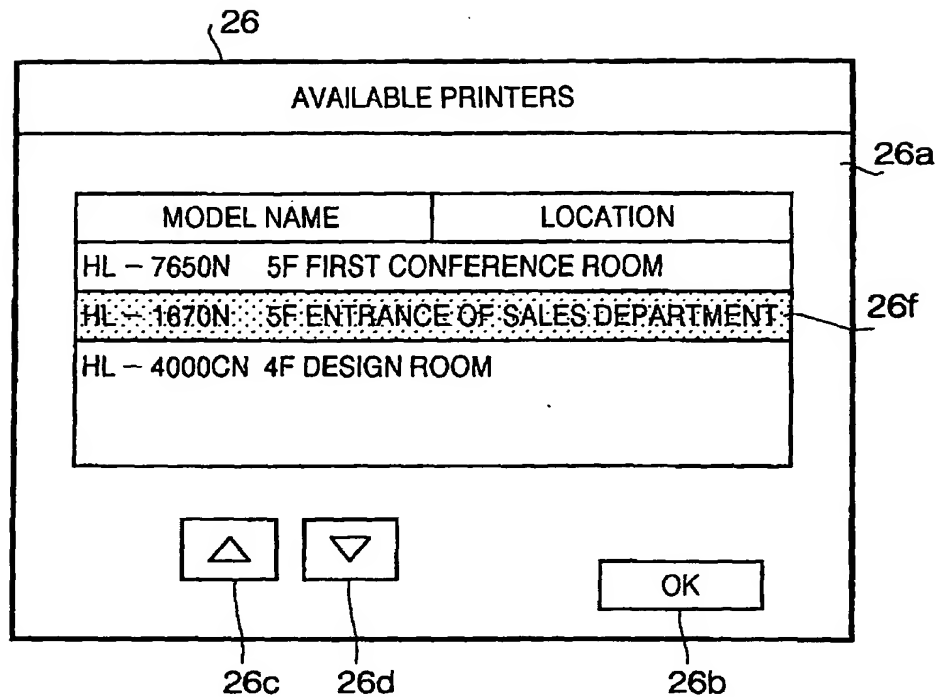 26
AVAILABLE PRINTERS
26a
MODEL NAME LOCATION
HL – 7650N 5F FIRST CONFERENCE ROOM
HL – 1670N 5F ENTRANCE OF SALES DEPARTMENT
26f
HL – 4000CN 4F DESIGN ROOM
OK
26c 26d 26b